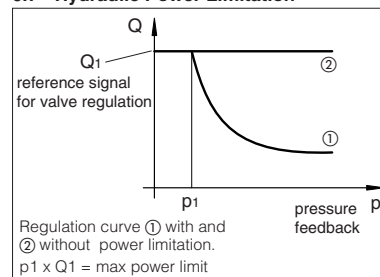 Hydraulic Power Limitation
Q
Q1
reference signal
for valve regulation
②
①
p1
p
pressure
feedback
Regulation curve ① with and
② without power limitation.
p1 x Q1 = max power limit